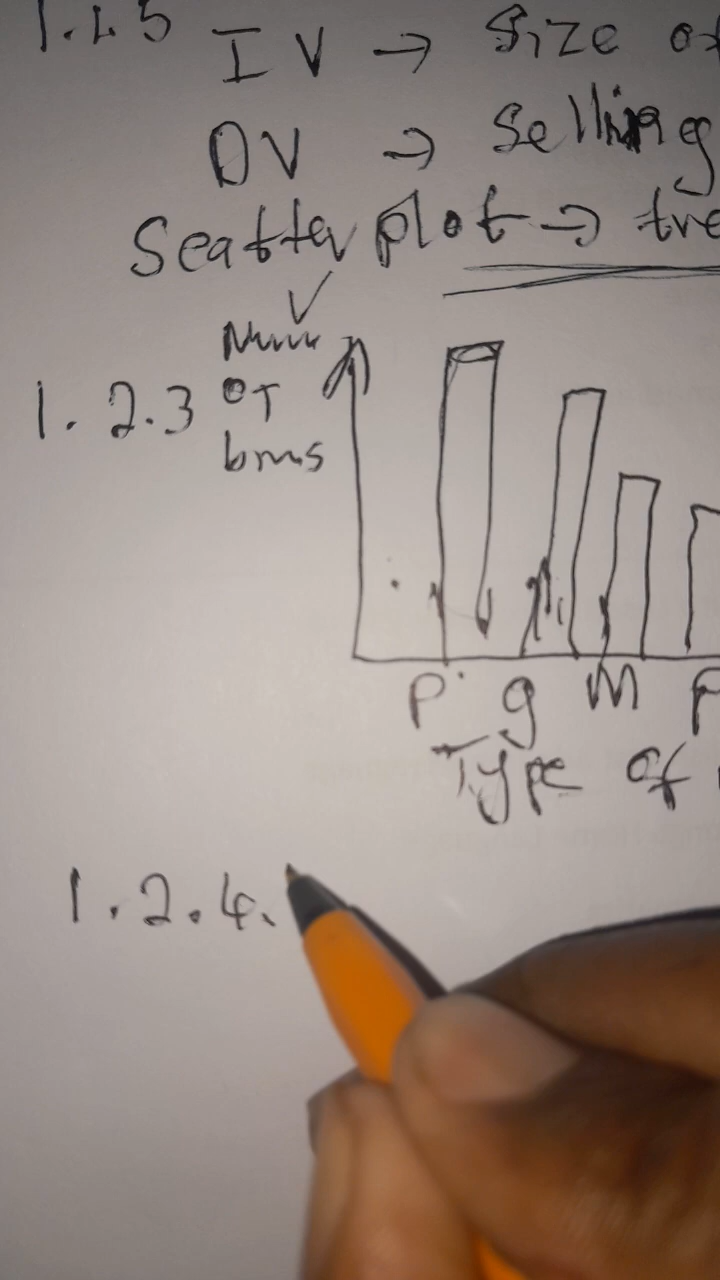 1.1.5 IV → Size of
DV → Selling
Scatter plot → tre
1.2.3 Num
of
bms
P g M P
Type of
1.2.4.